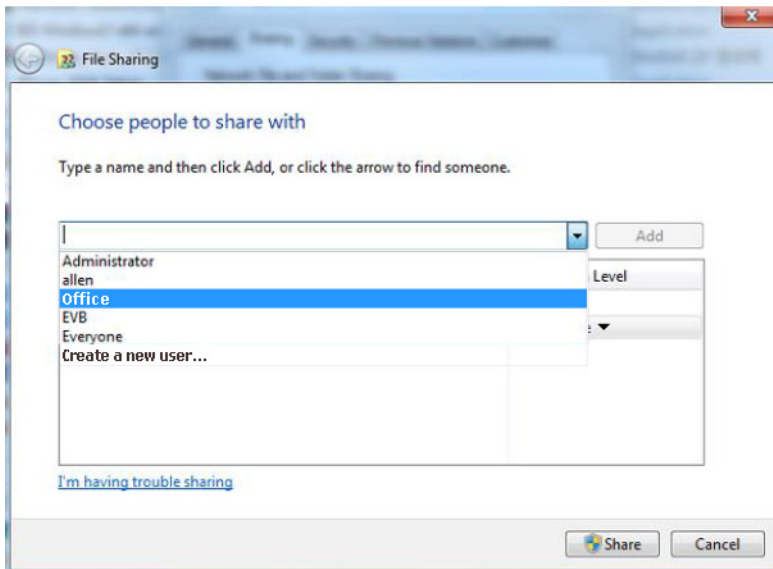 File Sharing
Choose people to share with
Type a name and then click Add, or click the arrow to find someone.
Add
Administrator
allen
Level
Office
EVB
Everyone
Create a new user...
I'm having trouble sharing
Share
Cancel